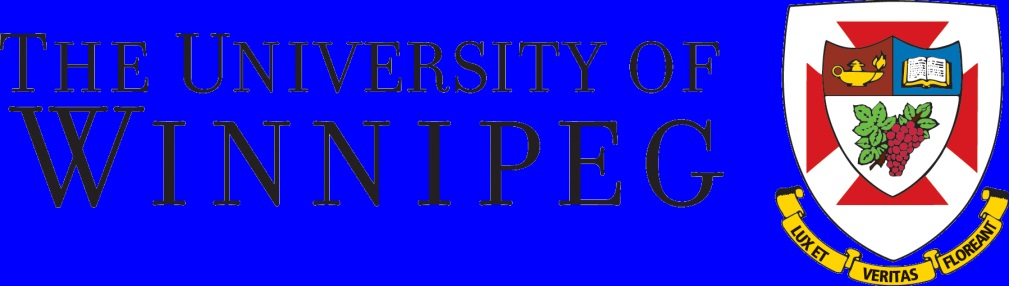 THE UNIVERSITY OF
WINNIPEG
LUX ET VERITAS FLOREANT